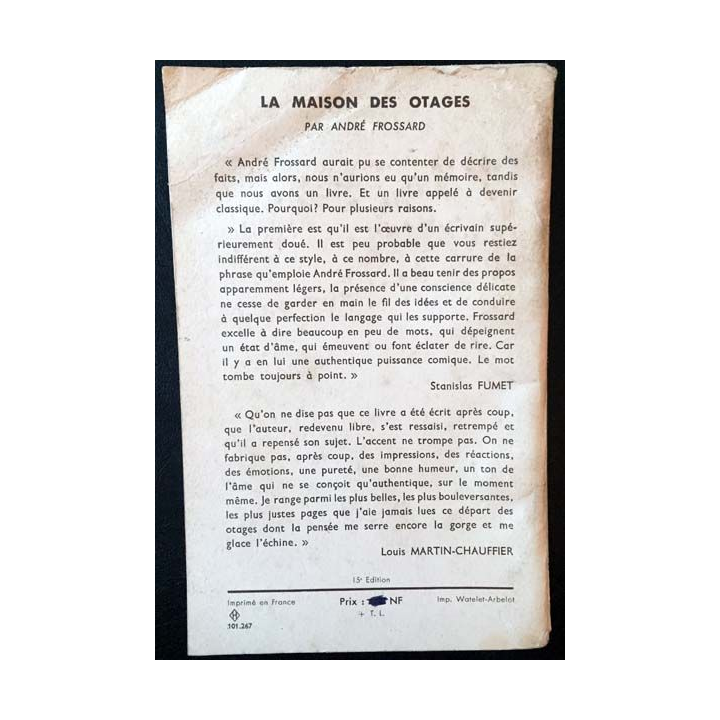 LA MAISON DES OTAGES
PAR ANDRÉ FROSSARD
« André Frossard aurait pu se contenter de décrire des
faits, mais alors, nous n'aurions eu qu'un mémoire, tandis
que nous avons un livre. Et un livre appelé à devenir
classique. Pourquoi? Pour plusieurs raisons.
» La première est qu'il est l'œuvre d'un écrivain supé-
rieurement doué. Il est peu probable que vous restiez
indifférent à ce style, à ce nombre, à cette carrure de la
phrase qu'emploie André Frossard. Il a beau tenir des propos
apparemment légers, la présence d'une conscience délicate
ne cesse de garder en main le fil des idées et de conduire
à quelque perfection le langage qui les supporte. Frossard
excelle à dire beaucoup en peu de mots, qui dépeignent
un état d'âme, qui émeuvent ou font éclater de rire. Car
il y a en lui une authentique puissance comique. Le mot
tombe toujours à point. »
Stanislas FUMET
« Qu'on ne dise pas que ce livre a été écrit après coup,
que l'auteur, redevenu libre, s'est ressaisi, retrempé et
qu'il a repensé son sujet. L'accent ne trompe pas. On ne
fabrique pas, après coup, des impressions, des réactions,
des émotions, une pureté, une bonne humeur, un ton de
l'âme qui ne se conçoit qu'authentique, sur le moment
même. Je range parmi les plus belles, les plus bouleversantes,
les plus justes pages que j'aie jamais lues ce départ des
otages dont la pensée me serre encore la gorge et me
glace l'échine. »
Louis MARTIN-CHAUFFIER
15e Edition
Imprimé en France Prix : NF Imp. Watelet-Arbelot
+ T. L.
H
101.267